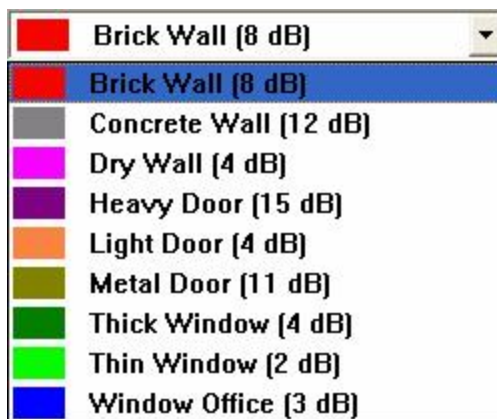 Brick Wall (8 dB)
Brick Wall (8 dB)
Concrete Wall (12 dB)
Dry Wall (4 dB)
Heavy Door (15 dB)
Light Door (4 dB)
Metal Door (11 dB)
Thick Window (4 dB)
Thin Window (2 dB)
Window Office (3 dB)